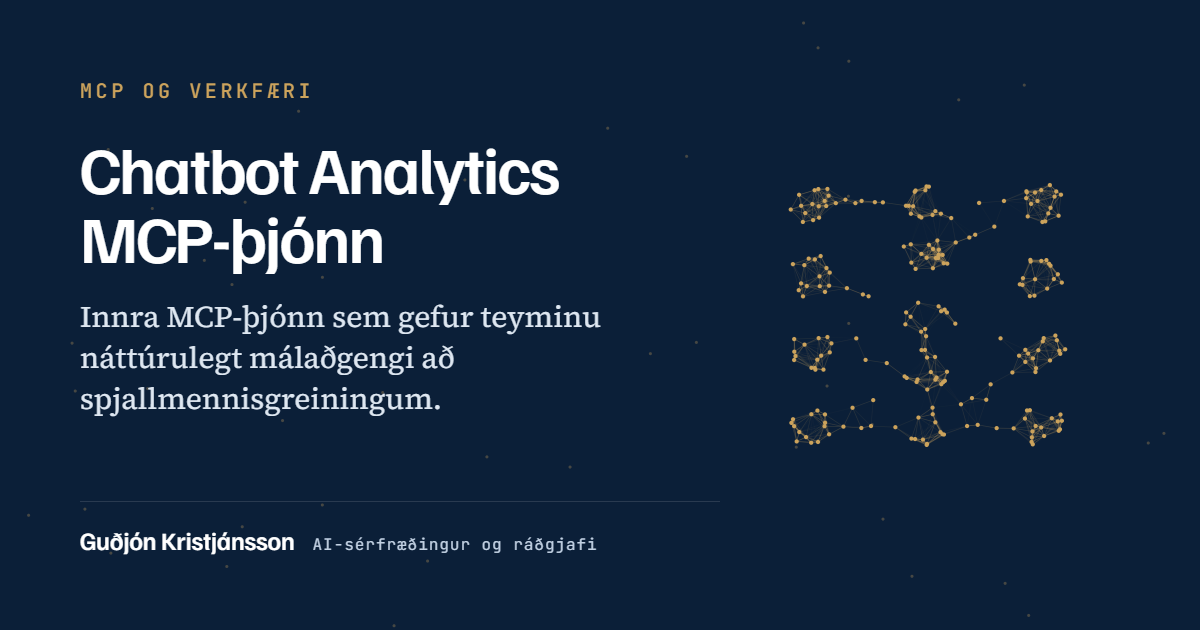 MCP OG VERKFÆRI
Chatbot Analytics
MCP-þjónn
Innra MCP-þjónn sem gefur teyminu
náttúrulegt málaðgengi að
spjallmennisgreiningum.
Guðjón Kristjánsson AI-sérfræðingur og ráðgjafi